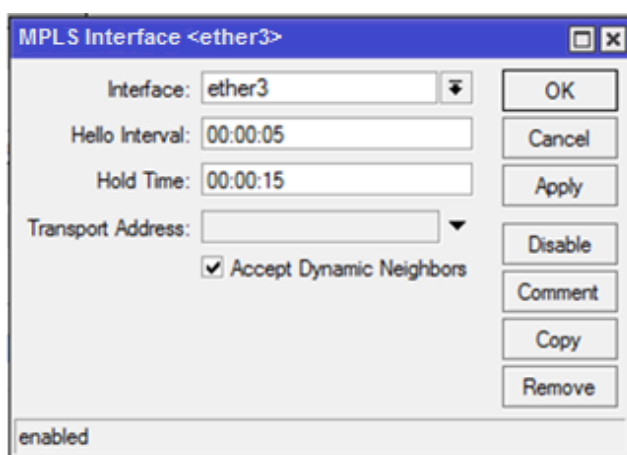 MPLS Interface <ether3>
Interface: ether3
OK
Hello Interval: 00:00:05
Cancel
Hold Time: 00:00:15
Apply
Transport Address:
Disable
Accept Dynamic Neighbors
Comment
Copy
Remove
enabled